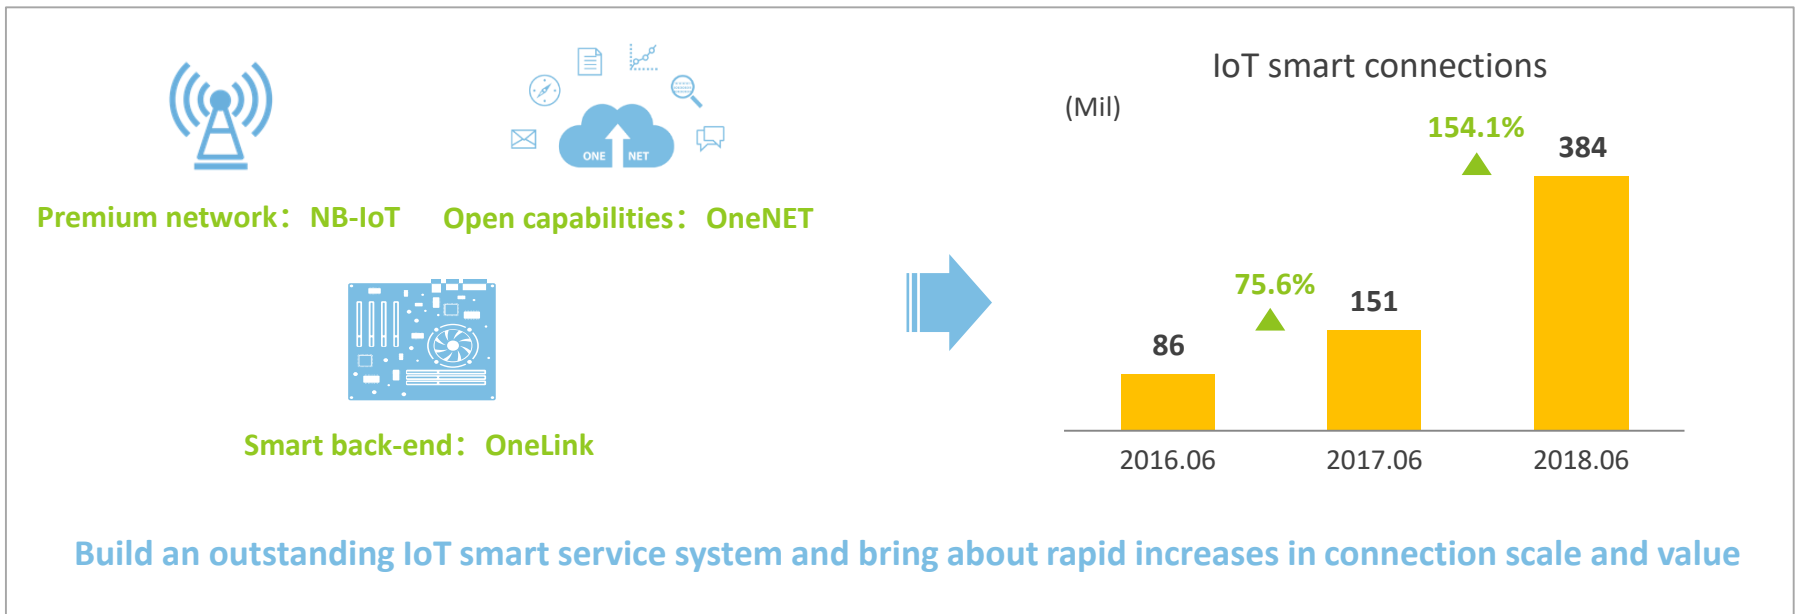 ONE NET
Premium network：NB-IoT
Open capabilities：OneNET
Smart back-end：OneLink
IoT smart connections
(Mil)
154.1%
384
75.6%
151
86
2016.06
2017.06
2018.06
Build an outstanding IoT smart service system and bring about rapid increases in connection scale and value